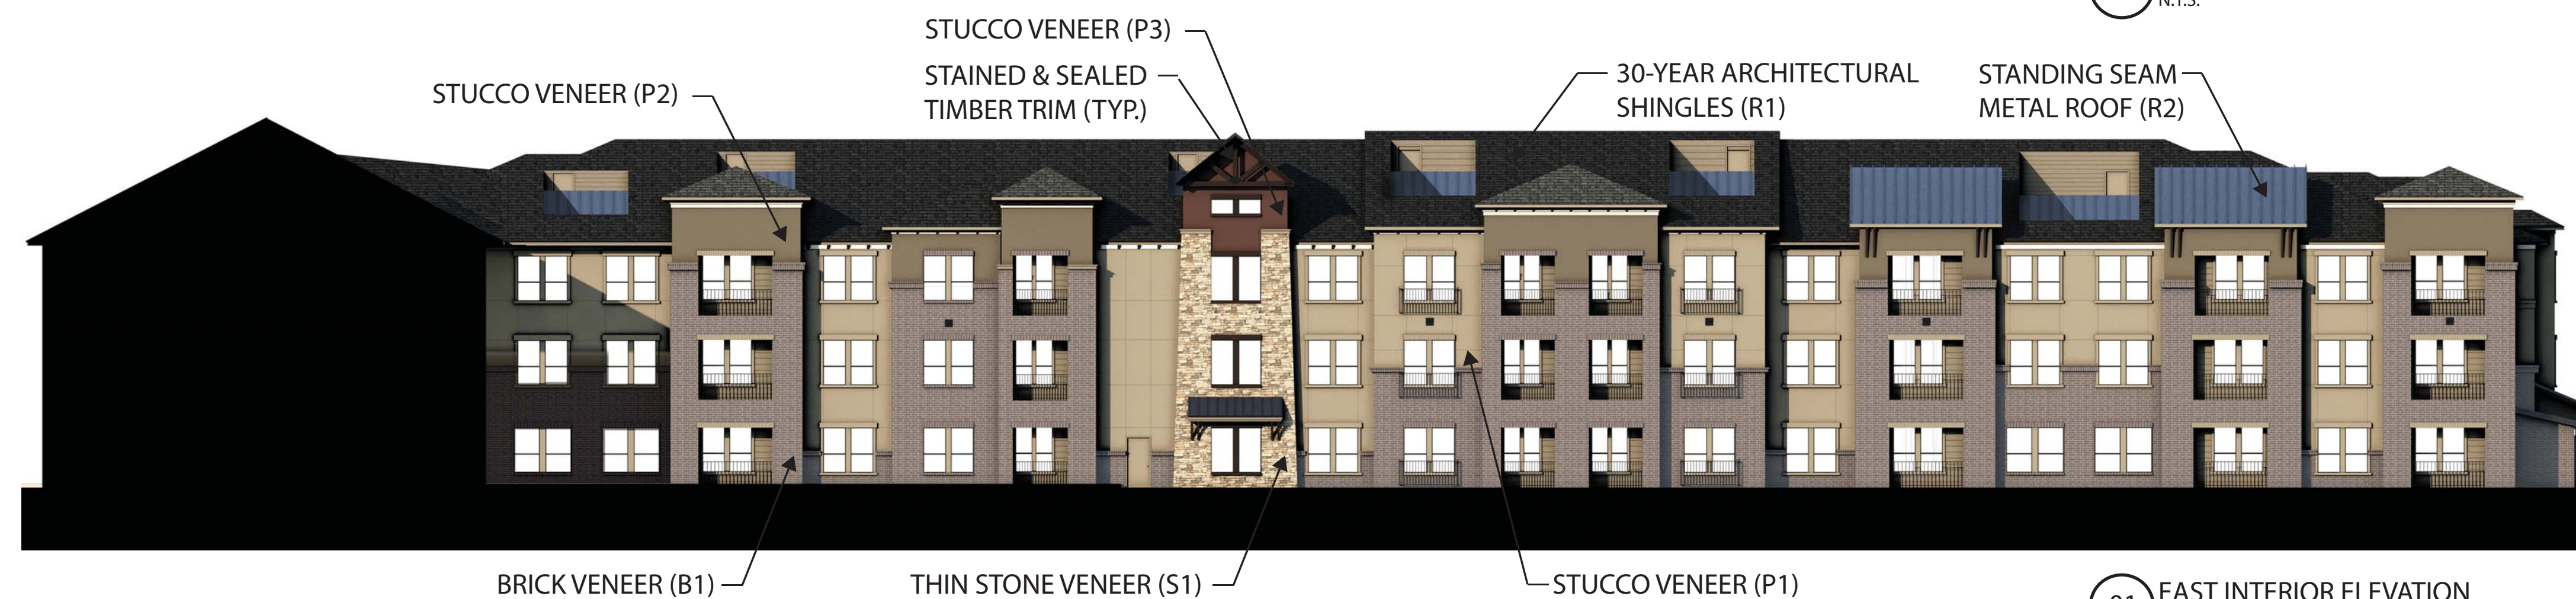 N.T.S.
STUCCO VENEER (P3)
STUCCO VENEER (P2)
STAINED & SEALED
TIMBER TRIM (TYP.)
30-YEAR ARCHITECTURAL
SHINGLES (R1)
STANDING SEAM
METAL ROOF (R2)
BRICK VENEER (B1)
THIN STONE VENEER (S1)
STUCCO VENEER (P1)
EAST INTERIOR ELEVATION